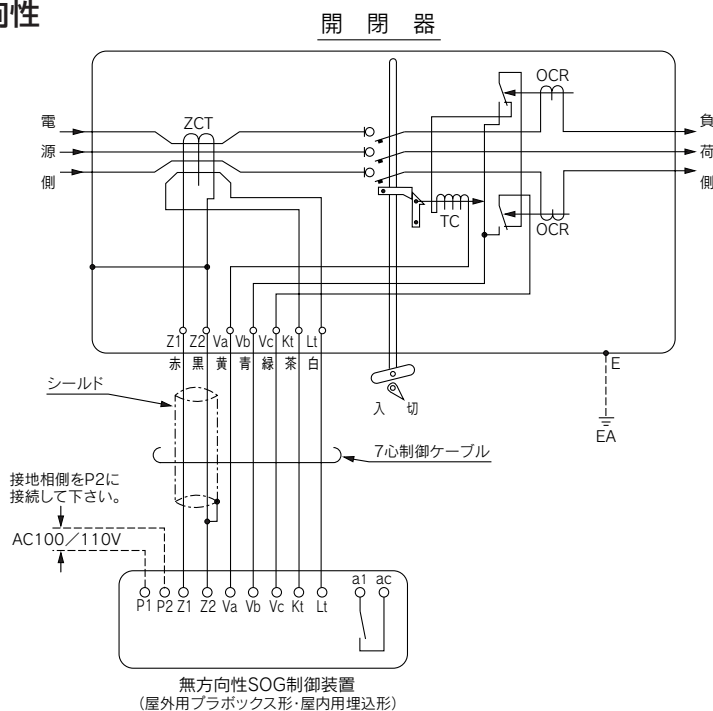 向性
開閉器
OCR
ZCT
電
源
側
負
荷
側
TC
OCR
Z1 Z2 Va Vb Vc Kt Lt
赤 黒 黄 青 緑 茶 白
E
EA
シールド
入 切
7心制御ケーブル
接地相側をP2に
接続して下さい。
AC100/110V
a1 ac
P1 P2 Z1 Z2 Va Vb Vc Kt Lt
無方向性SOG制御装置
(屋外用プラボックス形・屋内用埋込形)